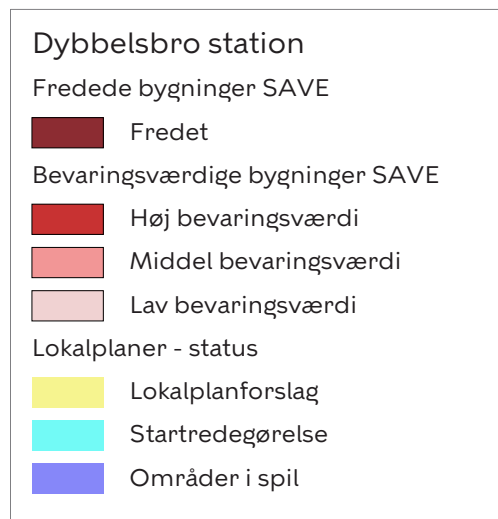 Dybbelsbro station
Fredede bygninger SAVE
Fredet
Bevaringsværdige bygninger SAVE
Høj bevaringsværdi
Middel bevaringsværdi
Lav bevaringsværdi
Lokalplaner - status
Lokalplanforslag
Startredegørelse
Områder i spil